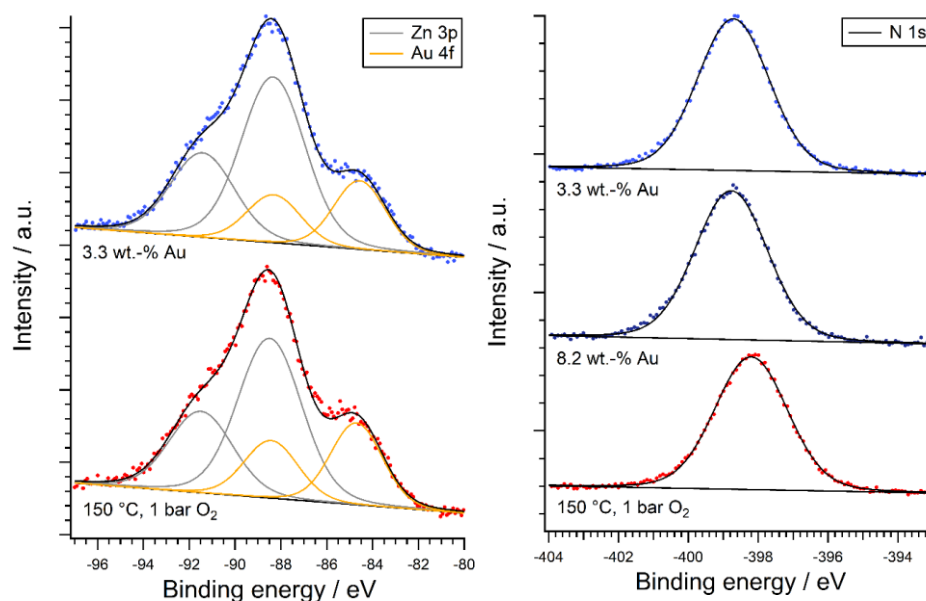 Zn 3p
Au 4f
Intensity / a.u.
3.3 wt.-% Au
150 °C, 1 bar O₂
-96 -94 -92 -90 -88 -86 -84 -82 -80
Binding energy / eV
N 1s
Intensity / a.u.
3.3 wt.-% Au
8.2 wt.-% Au
150 °C, 1 bar O₂
-404 -402 -400 -398 -396 -394
Binding energy / eV